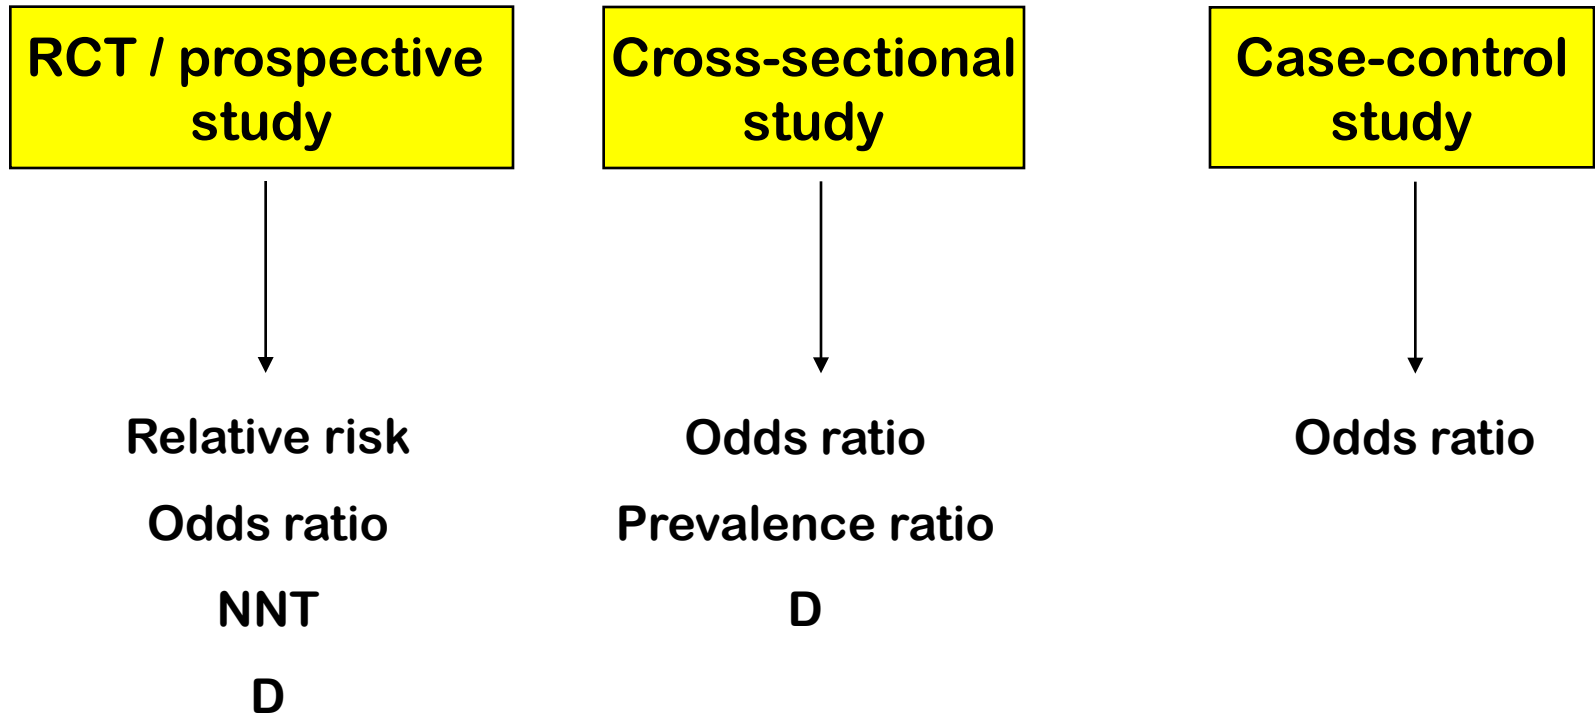 RCT / prospective
study
Cross-sectional
study
Case-control
study
Relative risk
Odds ratio
NNT
D
Odds ratio
Prevalence ratio
D
Odds ratio